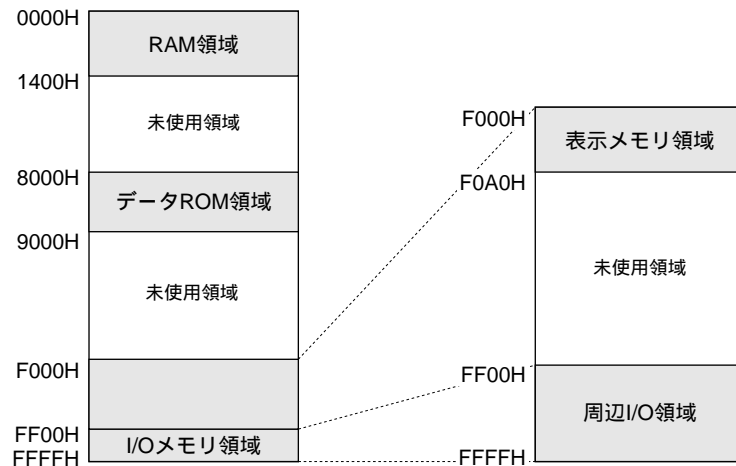 0000H
RAM領域
1400H
未使用領域
8000H
データROM領域
9000H
未使用領域
F000H
FF00H
I/Oメモリ領域
FFFFH
F000H
表示メモリ領域
F0A0H
未使用領域
FF00H
周辺I/O領域
FFFFH